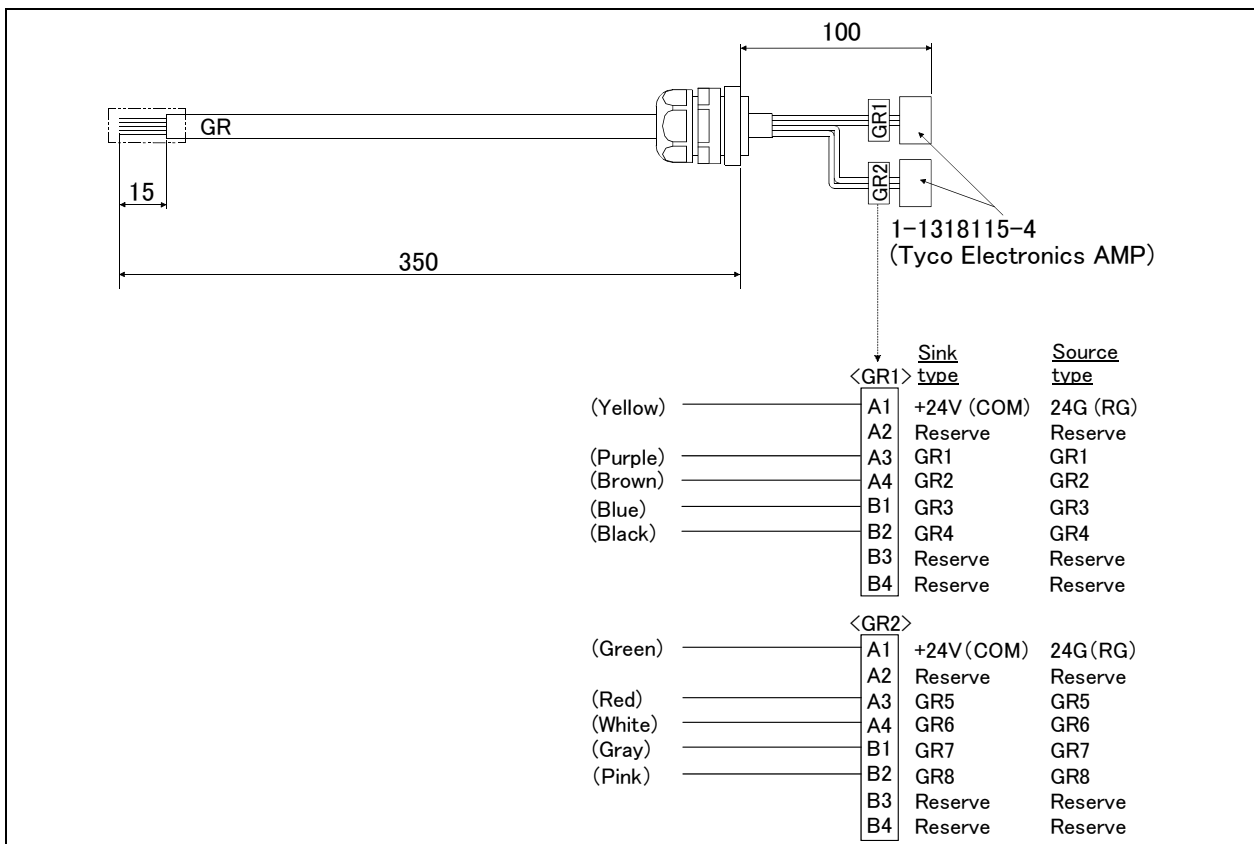 100
GR
GR1
GR2
15
1-1318115-4
(Tyco Electronics AMP)
350
Sink type Source type
<GR1>
(Yellow) A1 +24V (COM) 24G (RG)
A2 Reserve Reserve
(Purple) A3 GR1 GR1
(Brown) A4 GR2 GR2
(Blue) B1 GR3 GR3
(Black) B2 GR4 GR4
B3 Reserve Reserve
B4 Reserve Reserve
<GR2>
(Green) A1 +24V(COM) 24G(RG)
A2 Reserve Reserve
(Red) A3 GR5 GR5
(White) A4 GR6 GR6
(Gray) B1 GR7 GR7
(Pink) B2 GR8 GR8
B3 Reserve Reserve
B4 Reserve Reserve